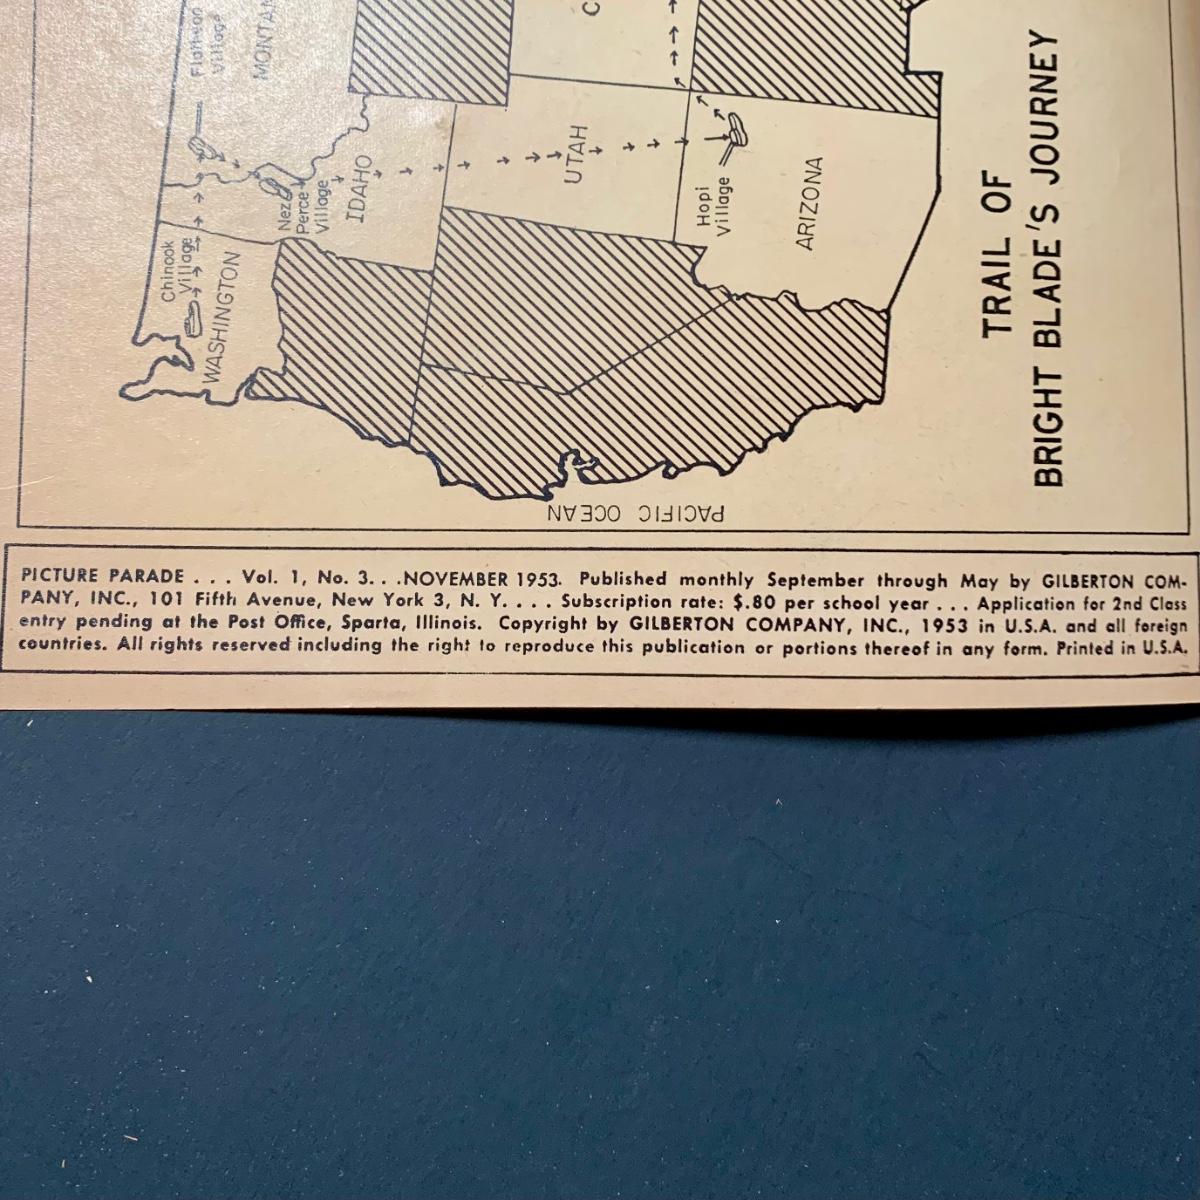 Flathead
Village
MONTAN
C
Chinook
Village
WASHINGTON
Nez
Perce
Village
IDAHO
UTAH
Hopi
Village
ARIZONA
PACIFIC OCEAN
TRAIL OF
BRIGHT BLADE'S JOURNEY
PICTURE PARADE . . . Vol. 1, No. 3. . .NOVEMBER 1953. Published monthly September through May by GILBERTON COM-
PANY, INC., 101 Fifth Avenue, New York 3, N. Y. . . . Subscription rate: $.80 per school year . . . Application for 2nd Class
entry pending at the Post Office, Sparta, Illinois. Copyright by GILBERTON COMPANY, INC., 1953 in U.S.A. and all foreign
countries. All rights reserved including the right to reproduce this publication or portions thereof in any form. Printed in U.S.A.